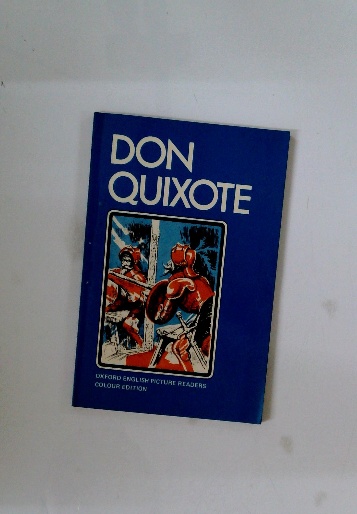 DON
QUIXOTE
OXFORD ENGLISH PICTURE READERS
COLOUR EDITION